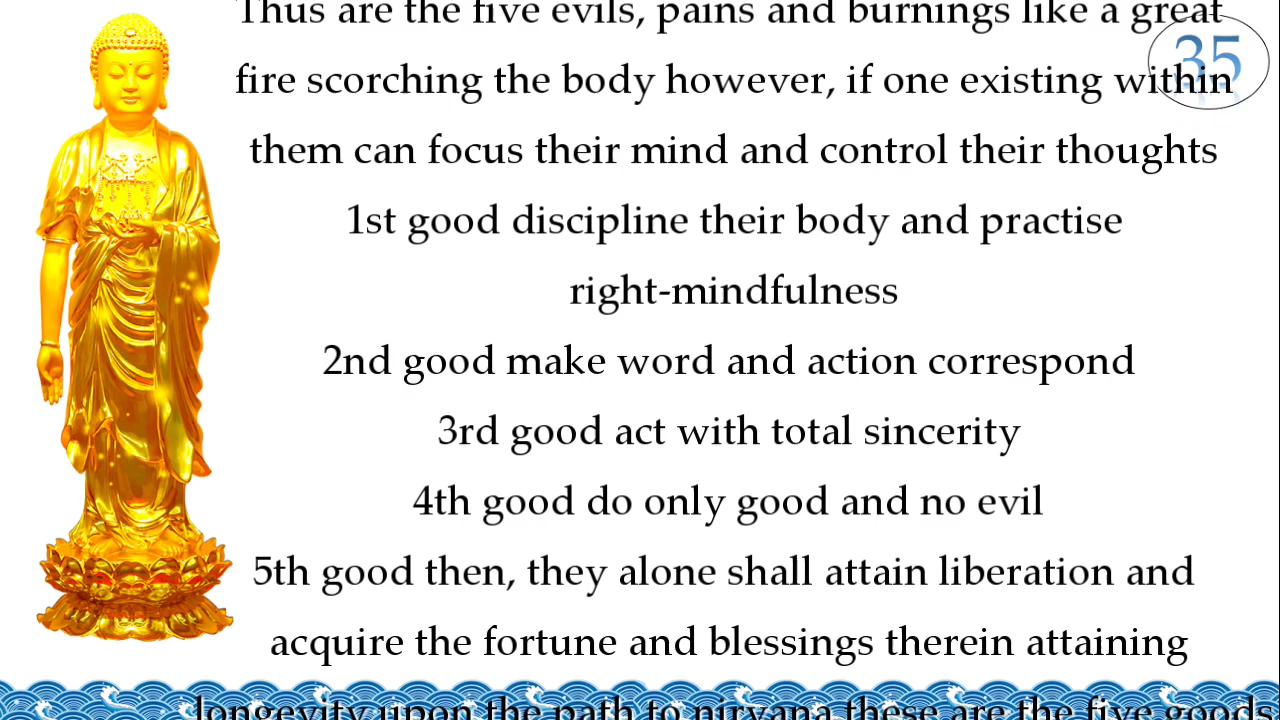 Thus are the five evils, pains and burnings like a great
35
fire scorching the body however, if one existing within
them can focus their mind and control their thoughts
1st good discipline their body and practise
right-mindfulness
2nd good make word and action correspond
3rd good act with total sincerity
4th good do only good and no evil
5th good then, they alone shall attain liberation and
acquire the fortune and blessings therein attaining
longevity upon the path to nirvana these are the five goods